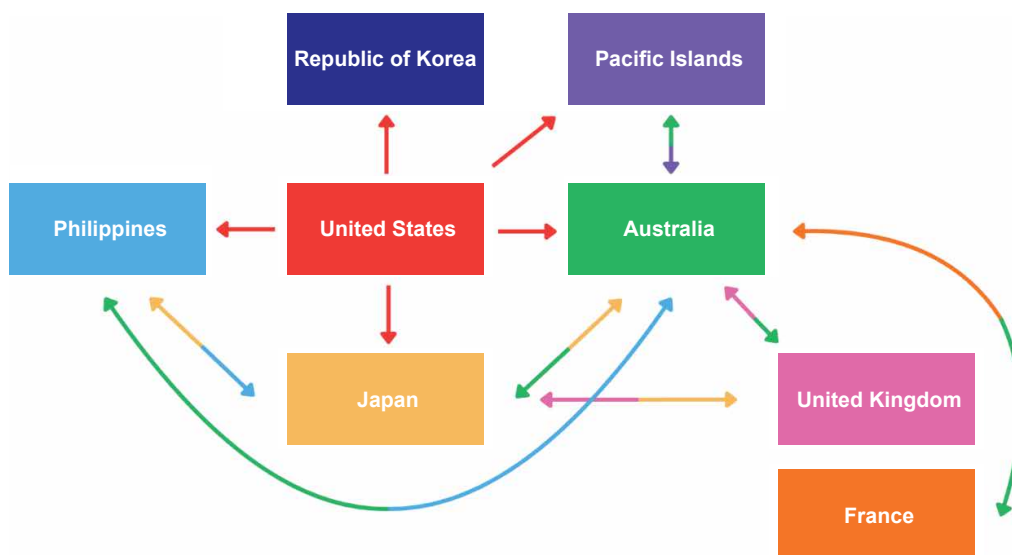 Republic of Korea
Pacific Islands
Philippines
United States
Australia
Japan
United Kingdom
France